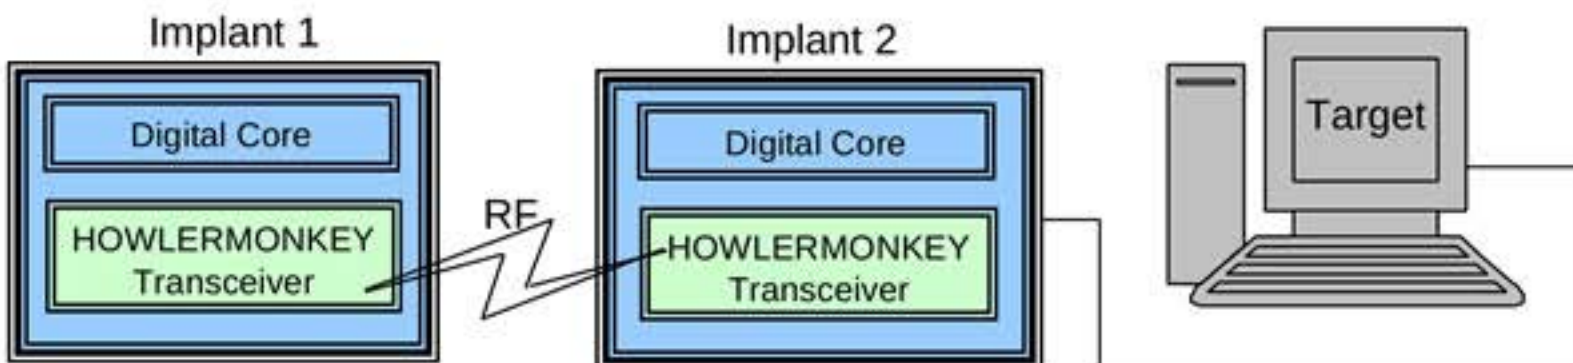 Implant 1
Digital Core
HOWLERMONKEY
Transceiver
RF
Implant 2
Digital Core
HOWLERMONKEY
Transceiver
Target